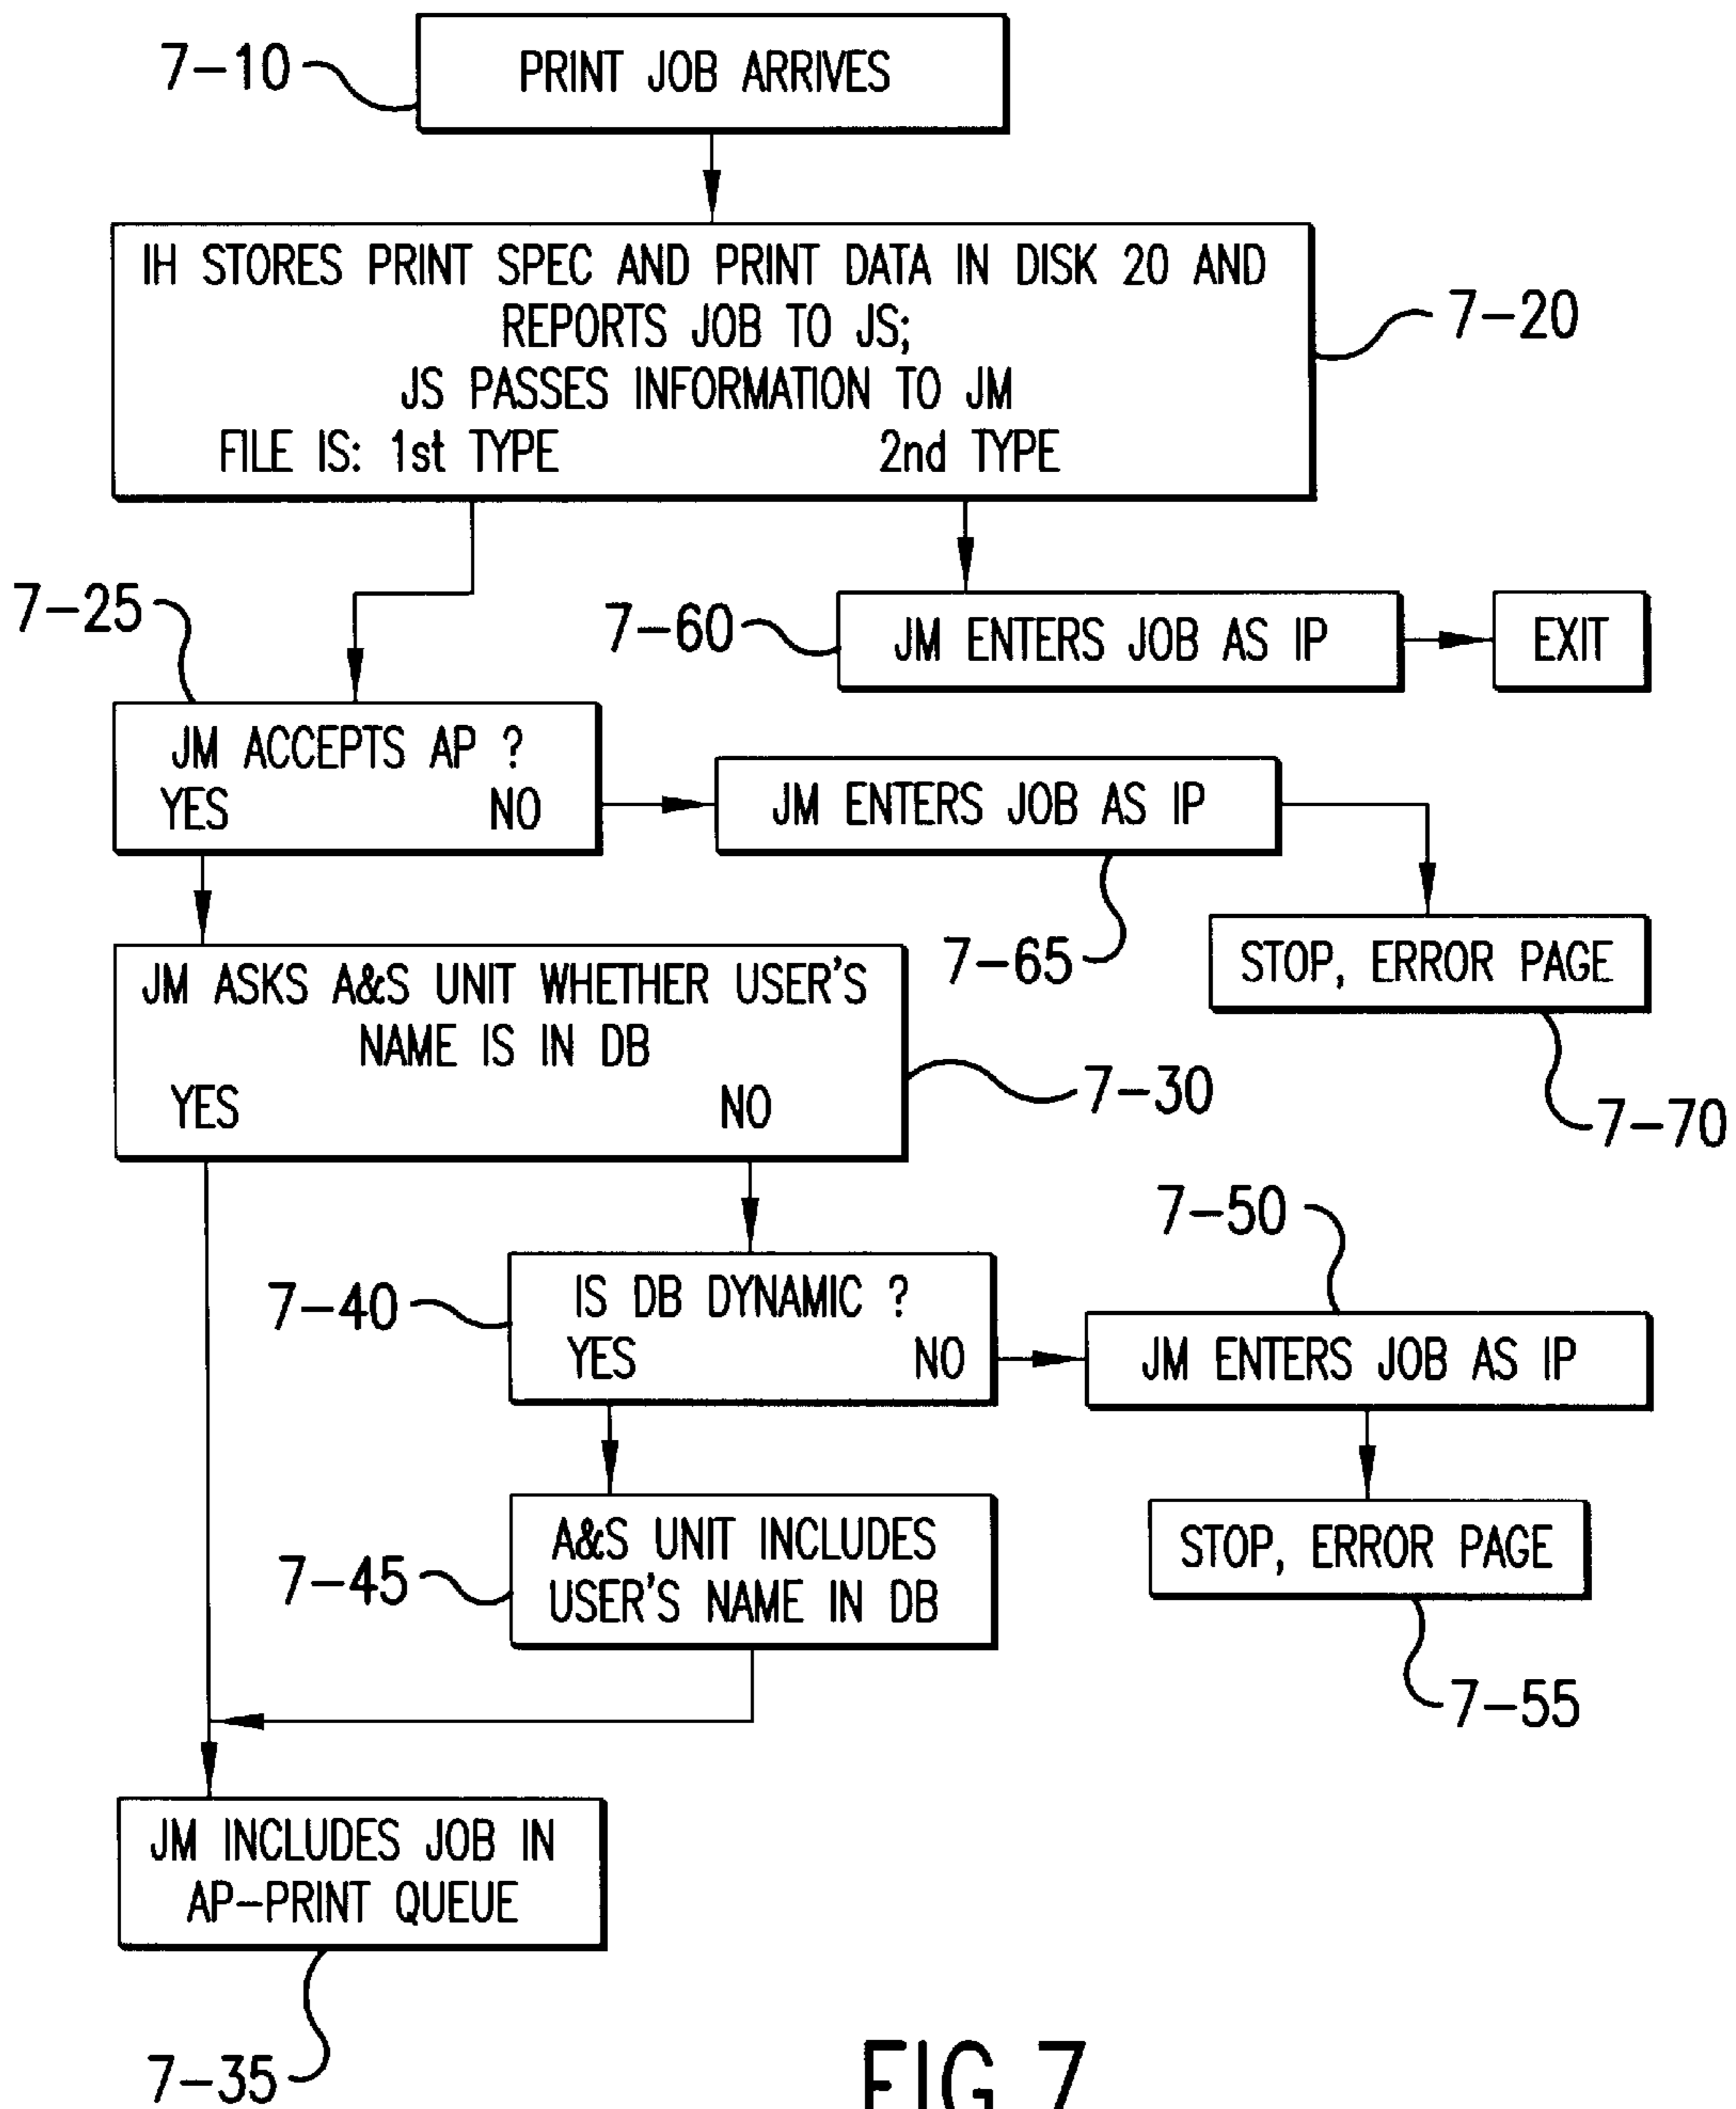 7-10
PRINT JOB ARRIVES
IH STORES PRINT SPEC AND PRINT DATA IN DISK 20 AND
REPORTS JOB TO JS;
JS PASSES INFORMATION TO JM
FILE IS: 1st TYPE 2nd TYPE
7-20
7-25
7-60
JM ENTERS JOB AS IP
EXIT
JM ACCEPTS AP ?
YES NO
JM ENTERS JOB AS IP
7-65
STOP, ERROR PAGE
7-70
JM ASKS A&S UNIT WHETHER USER'S
NAME IS IN DB
YES NO
7-30
7-40
IS DB DYNAMIC ?
YES NO
7-50
JM ENTERS JOB AS IP
7-45
A&S UNIT INCLUDES
USER'S NAME IN DB
STOP, ERROR PAGE
7-55
JM INCLUDES JOB IN
AP-PRINT QUEUE
7-35
FIG.7